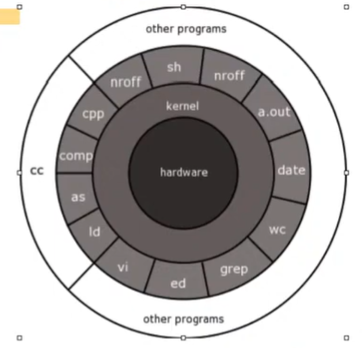 other programs
sh
nroff
nroff
a.out
cpp
kernel
comp
cc
hardware
date
as
ld
wc
vi
ed
grep
other programs